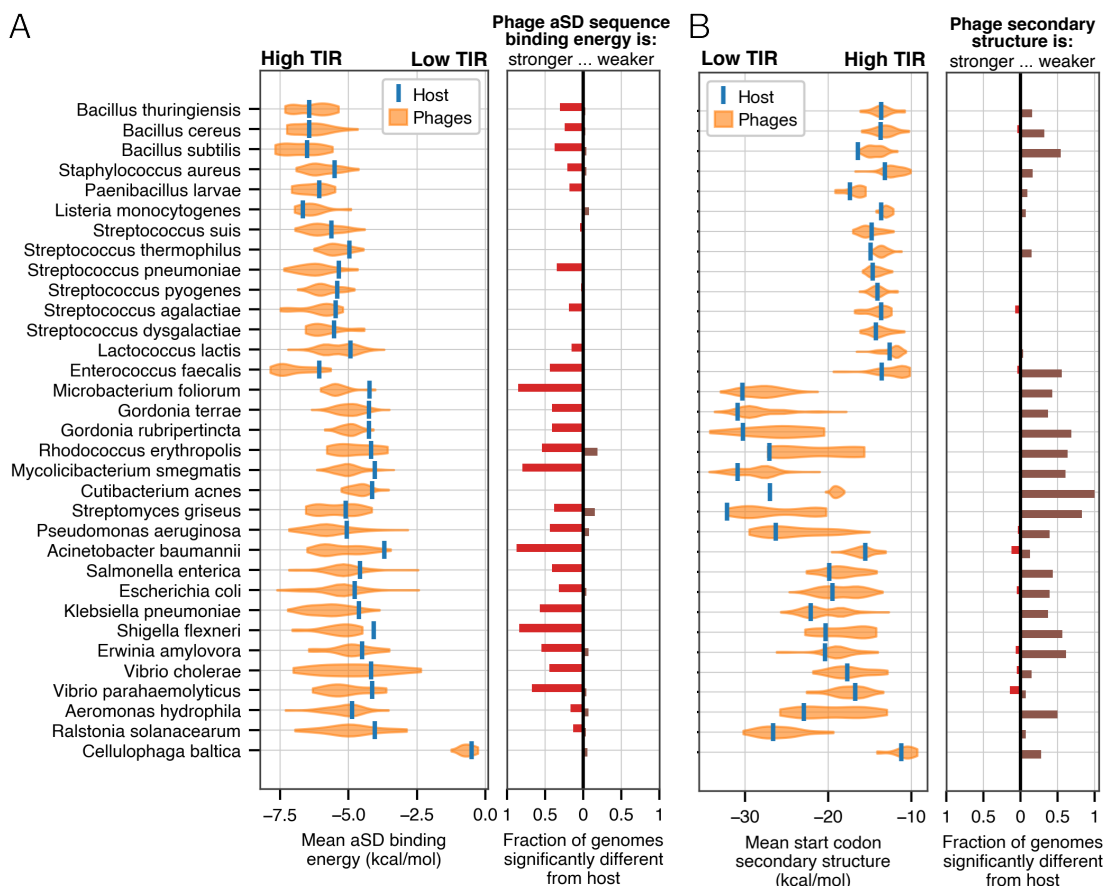 A
Phage aSD sequence
binding energy is:
stronger ... weaker
High TIR
Low TIR
Host
Phages
B
Phage secondary
structure is:
stronger ... weaker
Low TIR
High TIR
Host
Phages
Bacillus thuringiensis
Bacillus cereus
Bacillus subtilis
Staphylococcus aureus
Paenibacillus larvae
Listeria monocytogenes
Streptococcus suis
Streptococcus thermophilus
Streptococcus pneumoniae
Streptococcus pyogenes
Streptococcus agalactiae
Streptococcus dysgalactiae
Lactococcus lactis
Enterococcus faecalis
Microbacterium foliorum
Gordonia terrae
Gordonia rubripertincta
Rhodococcus erythropolis
Mycolicibacterium smegmatis
Cutibacterium acnes
Streptomyces griseus
Pseudomonas aeruginosa
Acinetobacter baumannii
Salmonella enterica
Escherichia coli
Klebsiella pneumoniae
Shigella flexneri
Erwinia amylovora
Vibrio cholerae
Vibrio parahaemolyticus
Aeromonas hydrophila
Ralstonia solanacearum
Cellulophaga baltica
−7.5 −5.0 −2.5 0.0
Mean aSD binding
energy (kcal/mol)
1 0.5 0 0.5 1
Fraction of genomes
significantly different
from host
−30 −20 −10
Mean start codon
secondary structure
(kcal/mol)
1 0.5 0 0.5 1
Fraction of genomes
significantly different
from host